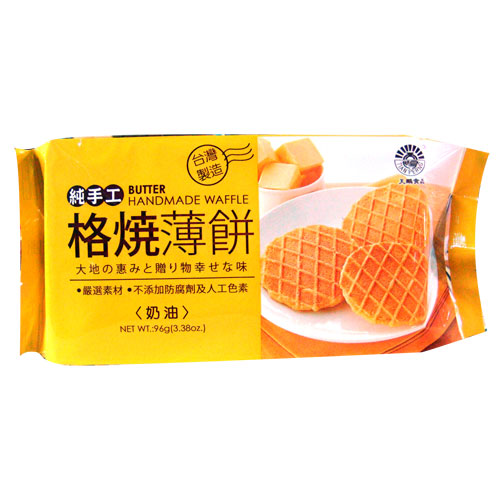 台灣
製造
純手工
BUTTER
HANDMADE WAFFLE
格燒薄餅
大地の恵みと贈り物幸せな味
•嚴選素材 •不添加防腐劑及人工色素
〈奶油〉
NET WT.:96g(3.38oz.)